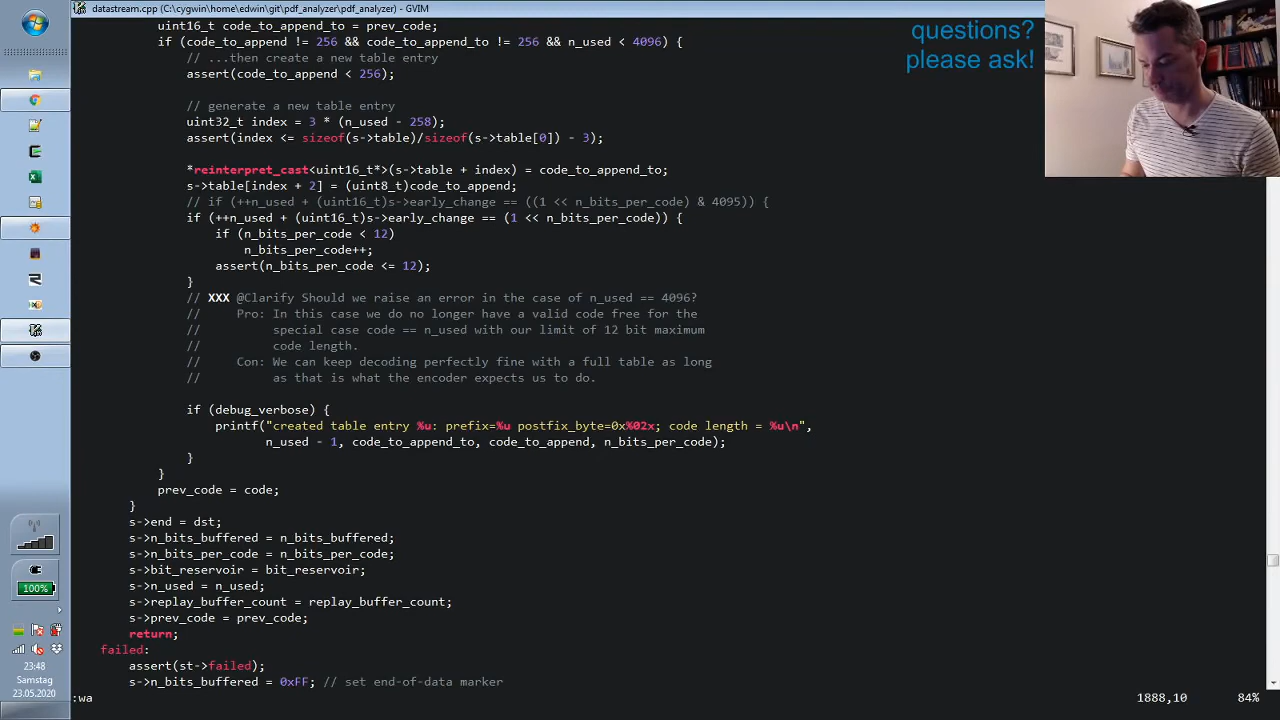 datastream.cpp (C:\cygwin\home\edwin\git\pdf_analyzer\pdf_analyzer) - GVIM
questions?
please ask!
uint16_t code_to_append_to = prev_code;
if (code_to_append != 256 && code_to_append_to != 256 && n_used < 4096) {
// ...then create a new table entry
assert(code_to_append < 256);
// generate a new table entry
uint32_t index = 3 * (n_used - 258);
assert(index <= sizeof(s->table)/sizeof(s->table[0]) - 3);
*reinterpret_cast<uint16_t*>(s->table + index) = code_to_append_to;
s->table[index + 2] = (uint8_t)code_to_append;
// if (++n_used + (uint16_t)s->early_change == ((1 << n_bits_per_code) & 4095)) {
if (++n_used + (uint16_t)s->early_change == (1 << n_bits_per_code)) {
if (n_bits_per_code < 12)
n_bits_per_code++;
assert(n_bits_per_code <= 12);
}
// XXX @Clarify Should we raise an error in the case of n_used == 4096?
// Pro: In this case we do no longer have a valid code free for the
// special case code == n_used with our limit of 12 bit maximum
// code length.
// Con: We can keep decoding perfectly fine with a full table as long
// as that is what the encoder expects us to do.
if (debug_verbose) {
printf("created table entry %u: prefix=%u postfix_byte=0x%02x; code length = %u\n",
n_used - 1, code_to_append_to, code_to_append, n_bits_per_code);
}
}
prev_code = code;
}
s->end = dst;
s->n_bits_buffered = n_bits_buffered;
s->n_bits_per_code = n_bits_per_code;
s->bit_reservoir = bit_reservoir;
s->n_used = n_used;
s->replay_buffer_count = replay_buffer_count;
s->prev_code = prev_code;
return;
failed:
assert(st->failed);
s->n_bits_buffered = 0xFF; // set end-of-data marker
:wa
1888,10
84%
100%
23:48
Samstag
23.05.2020